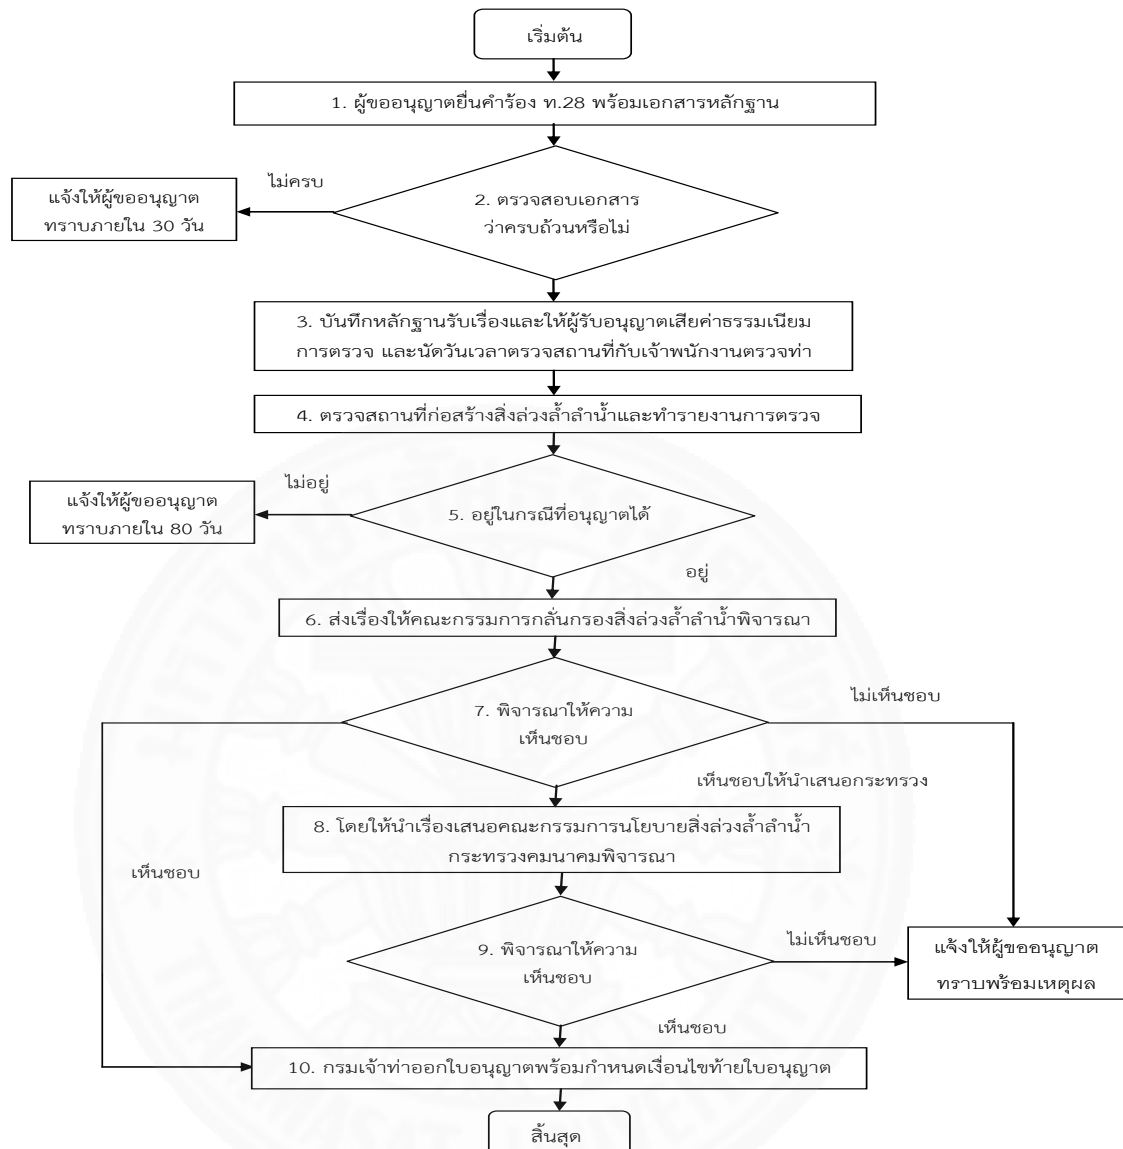 เริ่มต้น
1. ผู้ขออนุญาตยื่นคำร้อง ท.28 พร้อมเอกสารหลักฐาน
ไม่ครบ
แจ้งให้ผู้ขออนุญาต
ทราบภายใน 30 วัน
2. ตรวจสอบเอกสาร
ว่าครบถ้วนหรือไม่
3. บันทึกหลักฐานรับเรื่องและให้ผู้รับอนุญาตเสียค่าธรรมเนียม
การตรวจ และนัดวันเวลาตรวจสถานที่กับเจ้าพนักงานตรวจท่า
4. ตรวจสถานที่ก่อสร้างสิ่งล่วงล้ำลำน้ำและทำรายงานการตรวจ
ไม่อยู่
แจ้งให้ผู้ขออนุญาต
ทราบภายใน 80 วัน
5. อยู่ในกรณีที่อนุญาตได้
อยู่
6. ส่งเรื่องให้คณะกรรมการกลั่นกรองสิ่งล่วงล้ำลำน้ำพิจารณา
7. พิจารณาให้ความ
เห็นชอบ
ไม่เห็นชอบ
เห็นชอบให้นำเสนอกระทรวง
8. โดยให้นำเรื่องเสนอคณะกรรมการนโยบายสิ่งล่วงล้ำลำน้ำ
กระทรวงคมนาคมพิจารณา
เห็นชอบ
9. พิจารณาให้ความ
เห็นชอบ
ไม่เห็นชอบ
แจ้งให้ผู้ขออนุญาต
ทราบพร้อมเหตุผล
เห็นชอบ
10. กรมเจ้าท่าออกใบอนุญาตพร้อมกำหนดเงื่อนไขท้ายใบอนุญาต
สิ้นสุด